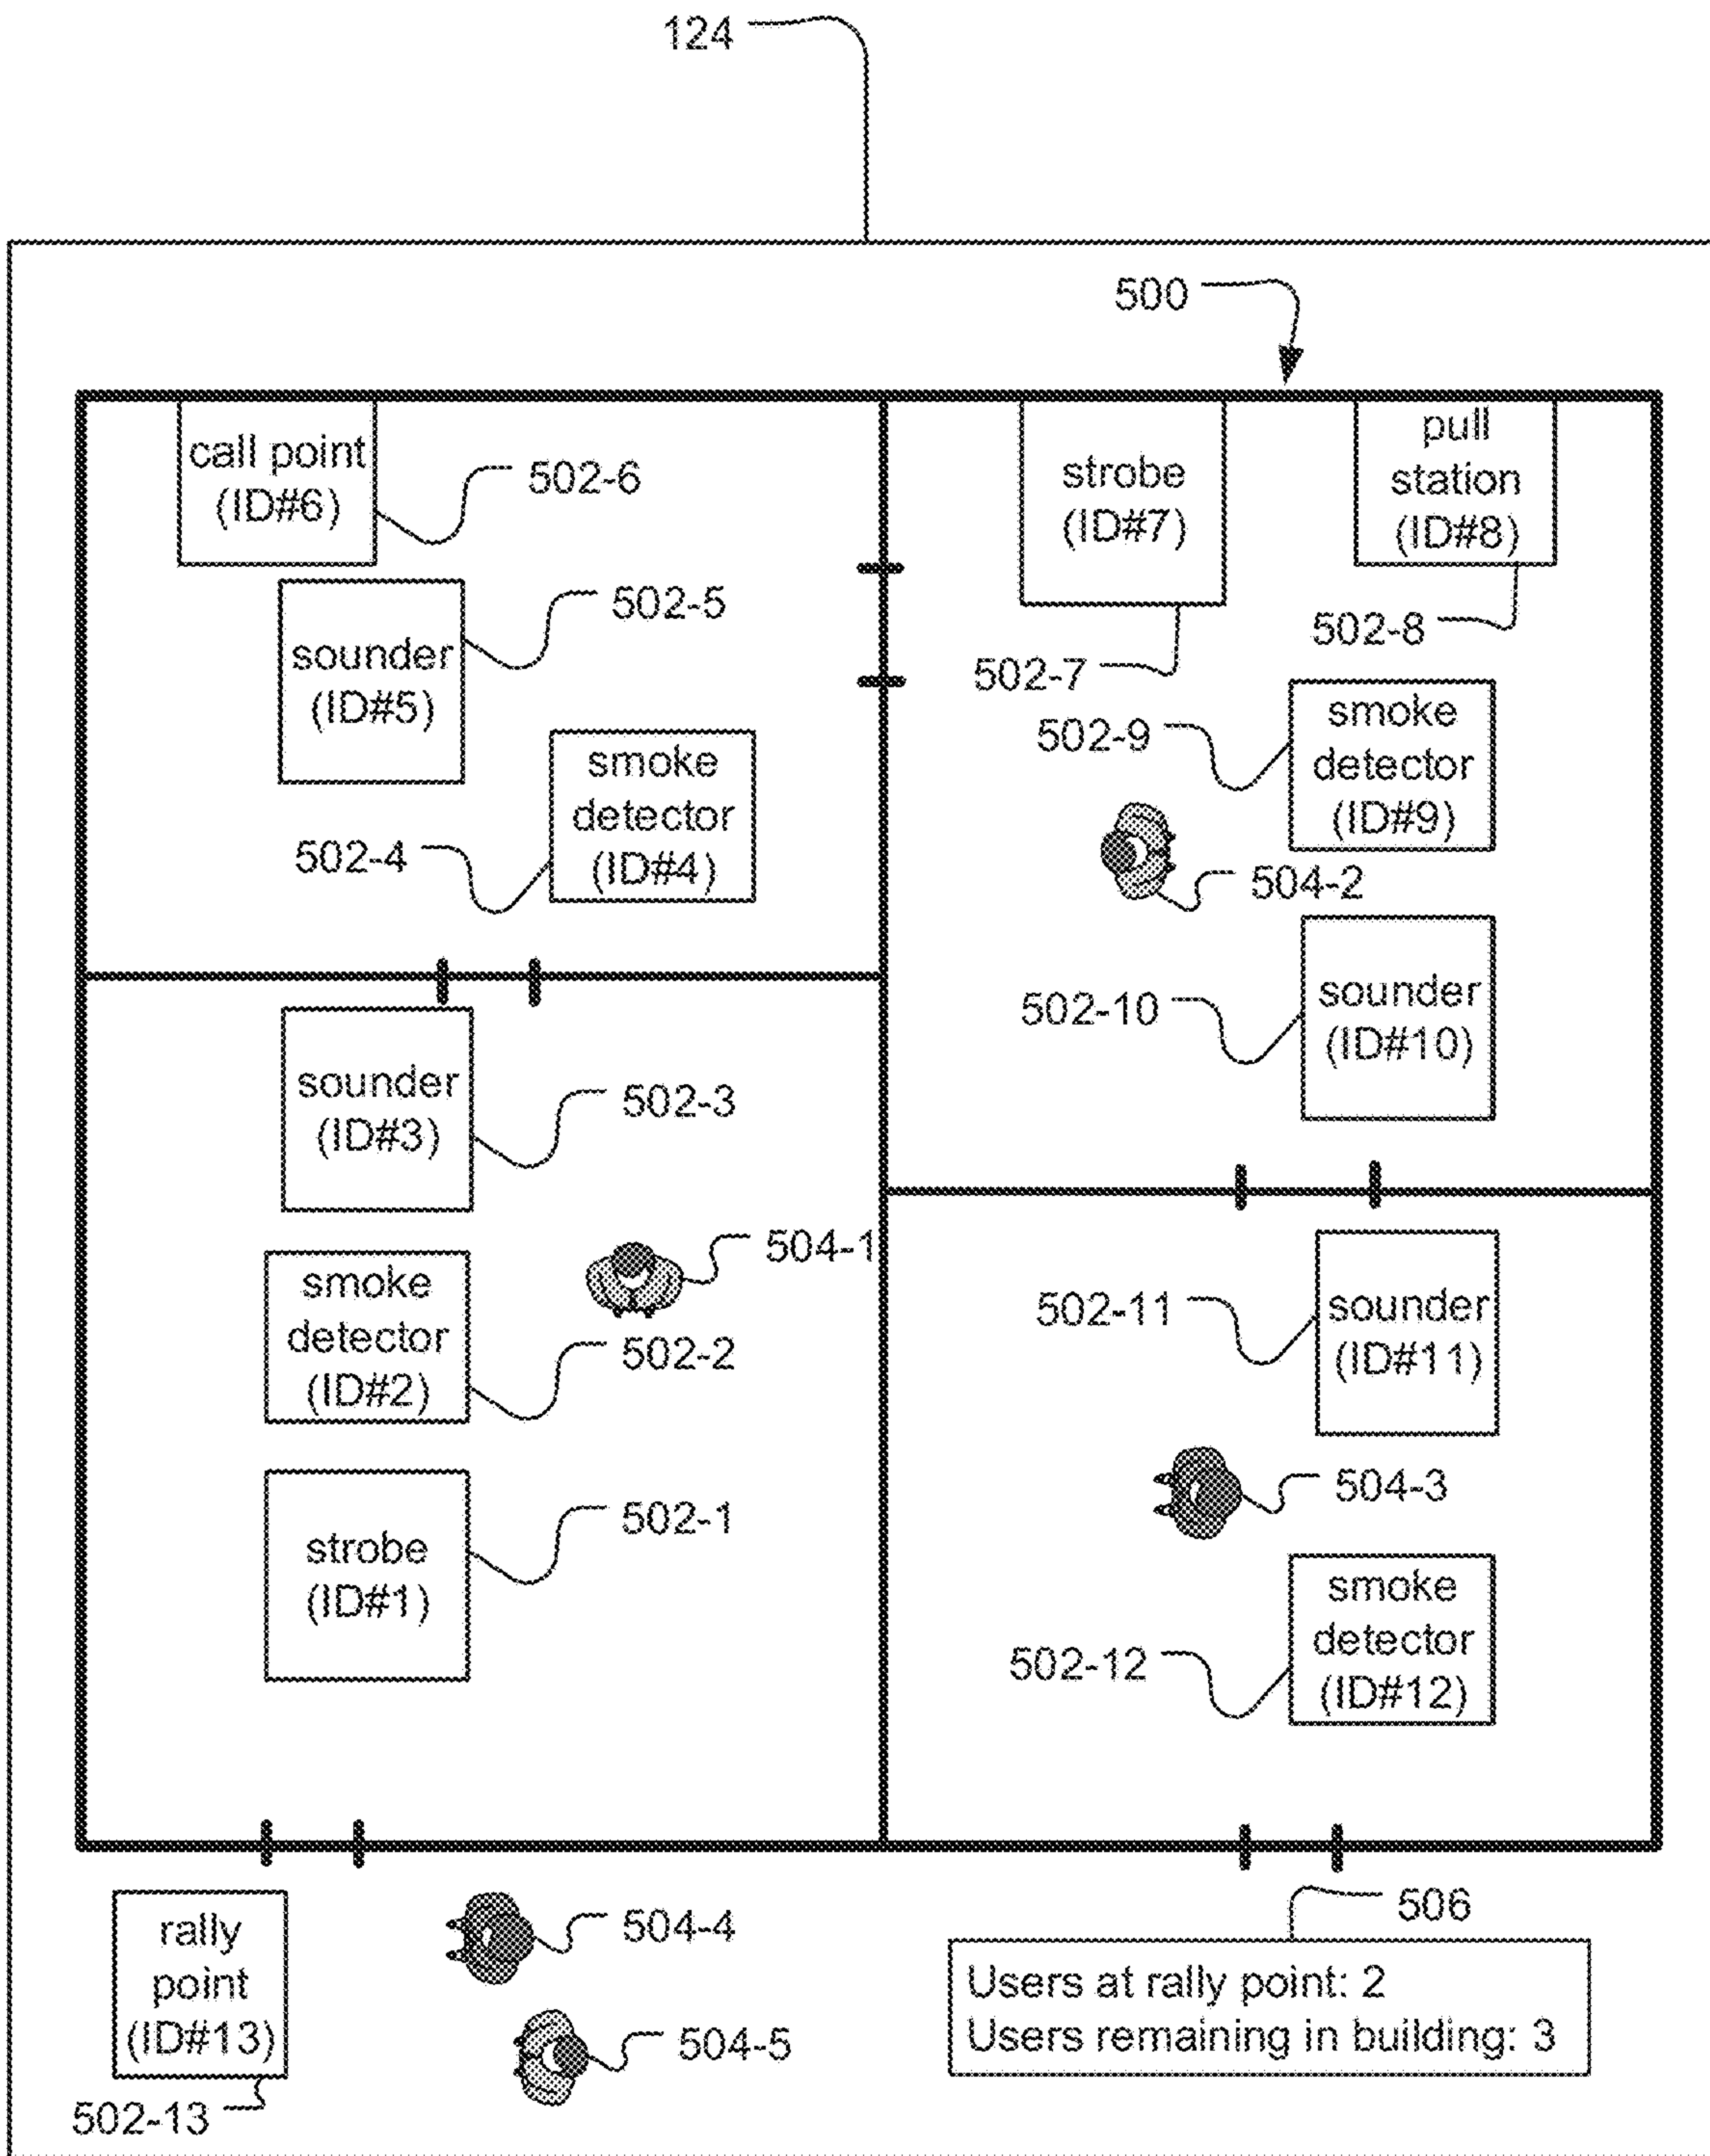 124
500
call point
(ID#6)
502-6
strobe
(ID#7)
pull
station
(ID#8)
sounder
(ID#5)
502-5
502-7
502-8
smoke
detector
(ID#4)
502-4
502-9
smoke
detector
(ID#9)
504-2
sounder
(ID#3)
502-3
502-10
sounder
(ID#10)
504-1
smoke
detector
(ID#2)
502-2
502-11
sounder
(ID#11)
strobe
(ID#1)
502-1
504-3
502-12
smoke
detector
(ID#12)
rally
point
(ID#13)
502-13
504-4
504-5
506
Users at rally point: 2
Users remaining in building: 3